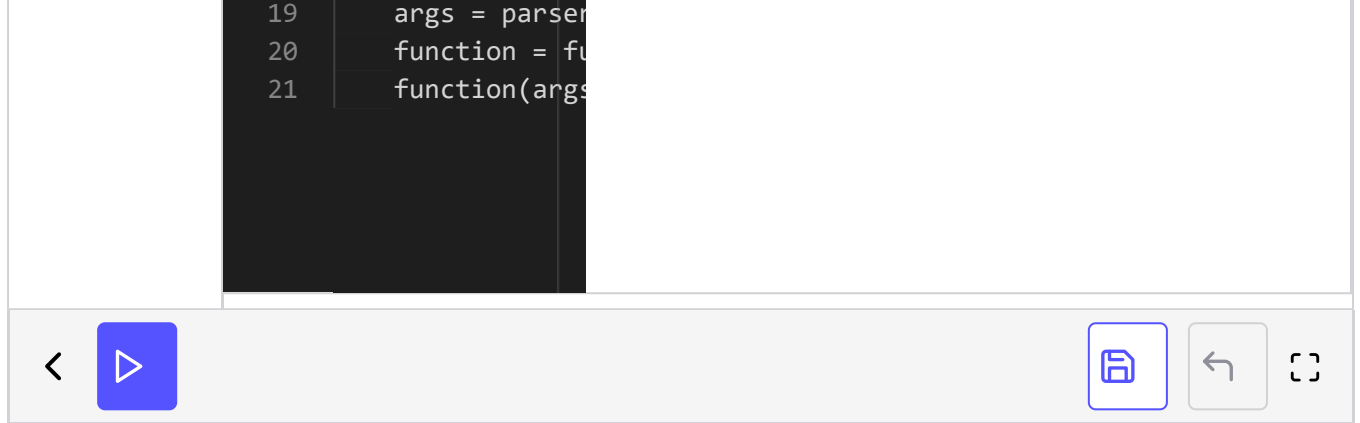 19 args = parser
20 function = fu
21 function(args